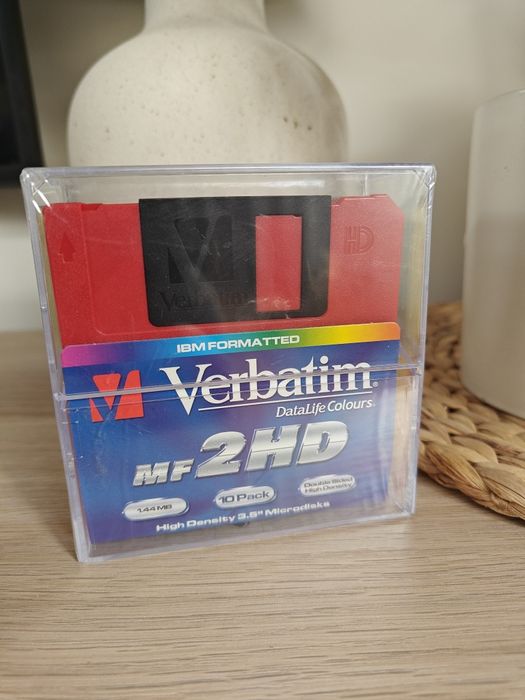 HD
Verbatim
IBM FORMATTED
Verbatim
DataLife Colours
MF 2HD
1.44 MB
10 Pack
Double Sided
High Density
High Density 3.5" Microdisks